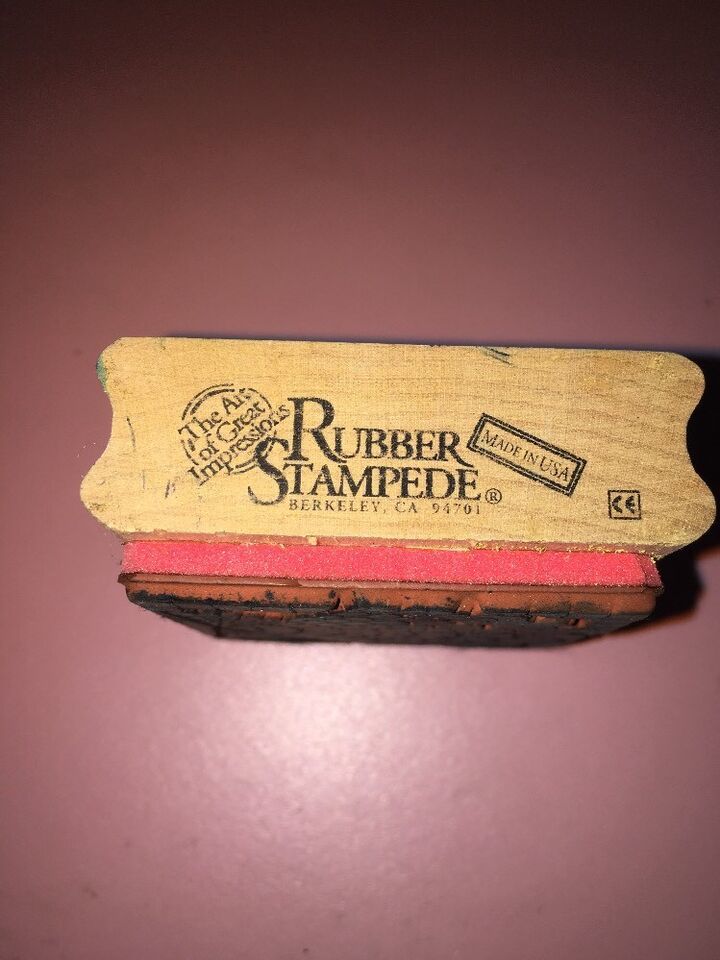 The Art
of Great
Impressions
RUBBER
STAMPEDE®
BERKELEY, CA 94701
MADE IN USA
CE